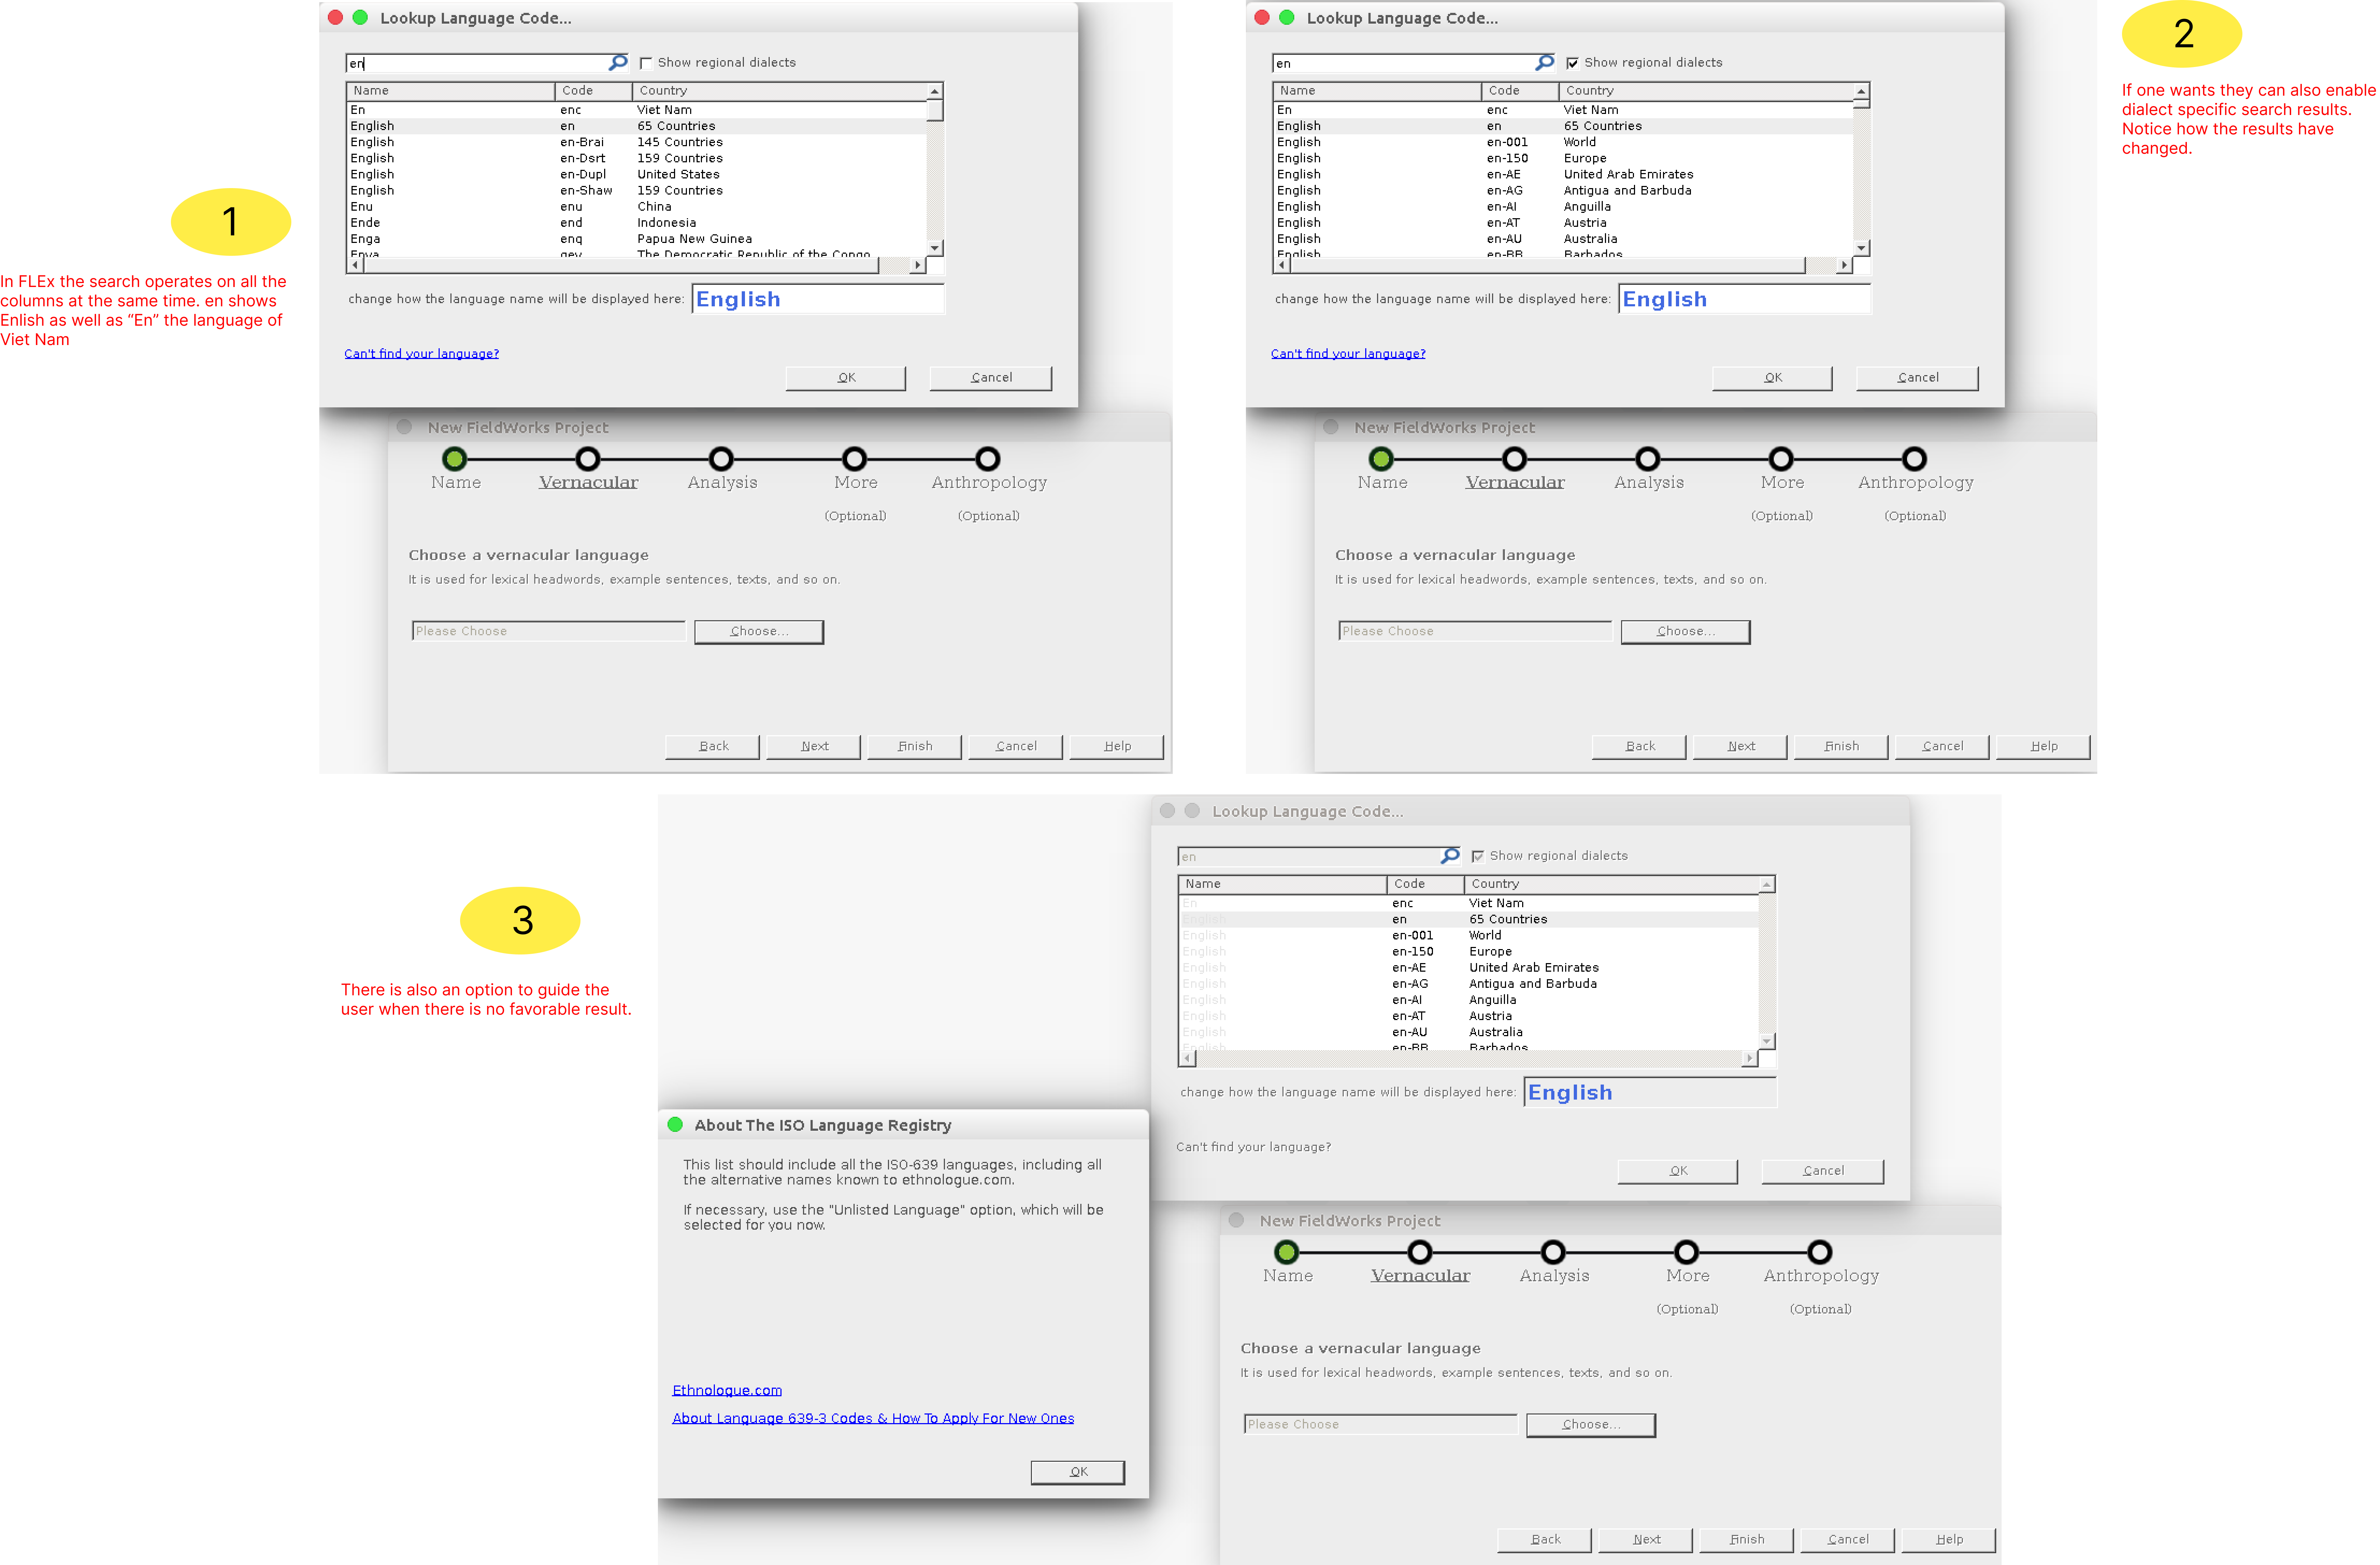 1
In FLEx the search operates on all the
columns at the same time. en shows
Enlish as well as “En” the language of
Viet Nam
Lookup Language Code...
en
Show regional dialects
Name Code Country
En enc Viet Nam
English en 65 Countries
English en-Brai 145 Countries
English en-Dsrt 159 Countries
English en-Dupl United States
English en-Shaw 159 Countries
Enu enu China
Ende end Indonesia
Enga enq Papua New Guinea
Enya gey The Democratic Republic of the Congo
change how the language name will be displayed here: English
Can't find your language?
OK Cancel
New FieldWorks Project
Name Vernacular Analysis More Anthropology
(Optional) (Optional)
Choose a vernacular language
It is used for lexical headwords, example sentences, texts, and so on.
Please Choose Choose...
Back Next Finish Cancel Help
Lookup Language Code...
en
Show regional dialects
Name Code Country
En enc Viet Nam
English en 65 Countries
English en-001 World
English en-150 Europe
English en-AE United Arab Emirates
English en-AG Antigua and Barbuda
English en-AI Anguilla
English en-AT Austria
English en-AU Australia
English en-BB Barbados
change how the language name will be displayed here: English
Can't find your language?
OK Cancel
New FieldWorks Project
Name Vernacular Analysis More Anthropology
(Optional) (Optional)
Choose a vernacular language
It is used for lexical headwords, example sentences, texts, and so on.
Please Choose Choose...
Back Next Finish Cancel Help
2
If one wants they can also enable
dialect specific search results.
Notice how the results have
changed.
3
There is also an option to guide the
user when there is no favorable result.
Lookup Language Code...
en
Show regional dialects
Name Code Country
En enc Viet Nam
English en 65 Countries
English en-001 World
English en-150 Europe
English en-AE United Arab Emirates
English en-AG Antigua and Barbuda
English en-AI Anguilla
English en-AT Austria
English en-AU Australia
English en-BB Barbados
change how the language name will be displayed here: English
Can't find your language?
OK Cancel
About The ISO Language Registry
This list should include all the ISO-639 languages, including all
the alternative names known to ethnologue.com.
If necessary, use the "Unlisted Language" option, which will be
selected for you now.
Ethnologue.com
About Language 639-3 Codes & How To Apply For New Ones
OK
New FieldWorks Project
Name Vernacular Analysis More Anthropology
(Optional) (Optional)
Choose a vernacular language
It is used for lexical headwords, example sentences, texts, and so on.
Please Choose Choose...
Back Next Finish Cancel Help